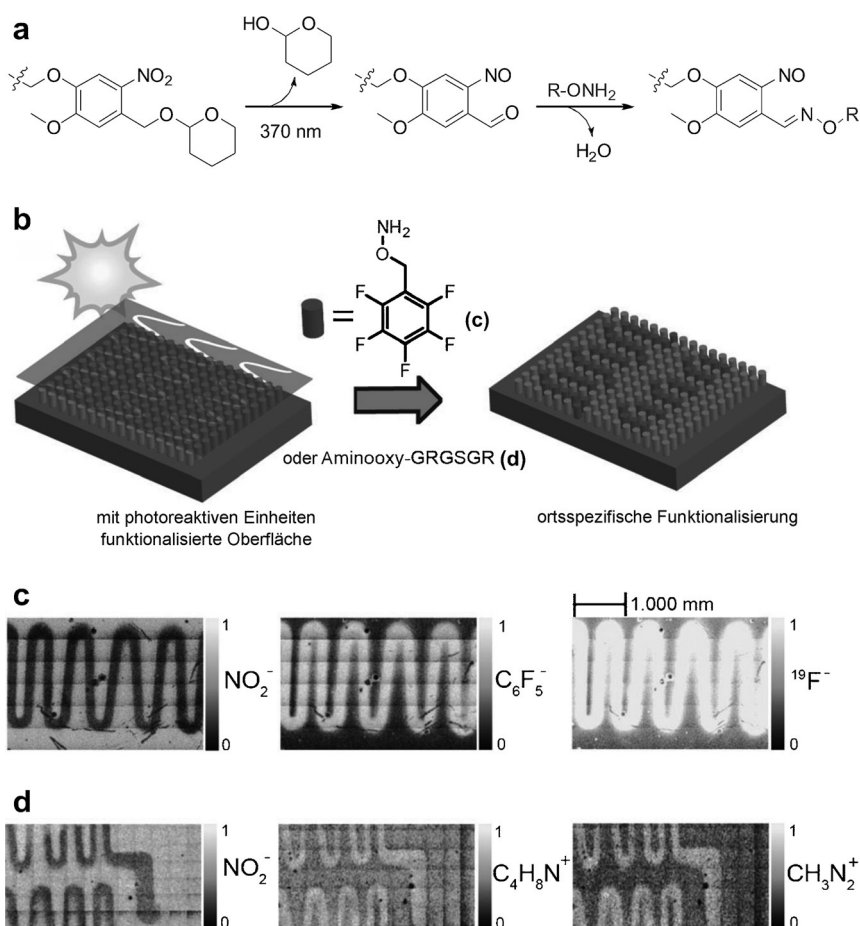 a
HO
O
O
NO₂
O
O
O
370 nm
O
NO
O
O
R-ONH₂
H₂O
O
NO
O
N
O
R
b
NH₂
O
F
F
F
F
F
(c)
oder Aminooxy-GRGSGR (d)
mit photoreaktiven Einheiten
funktionalisierte Oberfläche
ortsspezifische Funktionalisierung
c
1.000 mm
1
NO₂⁻
0
1
C₆F₅⁻
0
1
¹⁹F⁻
0
d
1
NO₂⁻
0
1
C₄H₈N⁺
0
1
CH₃N₂⁺
0